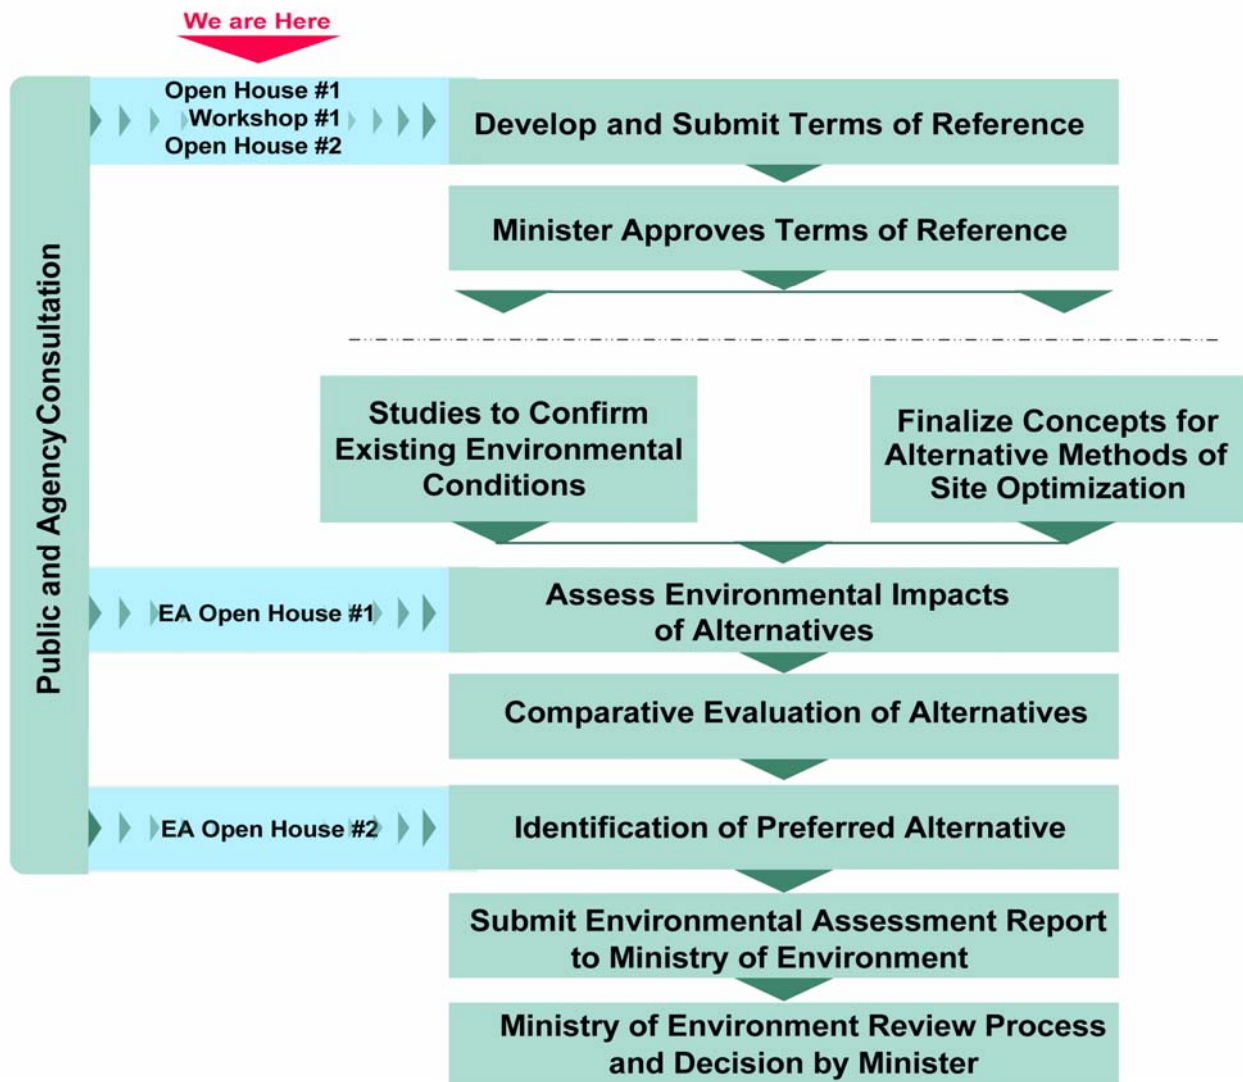 We are Here
Open House #1
Workshop #1
Open House #2
Develop and Submit Terms of Reference
Minister Approves Terms of Reference
Public and AgencyConsultation
Studies to Confirm
Existing Environmental
Conditions
Finalize Concepts for
Alternative Methods of
Site Optimization
EA Open House #1
Assess Environmental Impacts
of Alternatives
Comparative Evaluation of Alternatives
EA Open House #2
Identification of Preferred Alternative
Submit Environmental Assessment Report
to Ministry of Environment
Ministry of Environment Review Process
and Decision by Minister